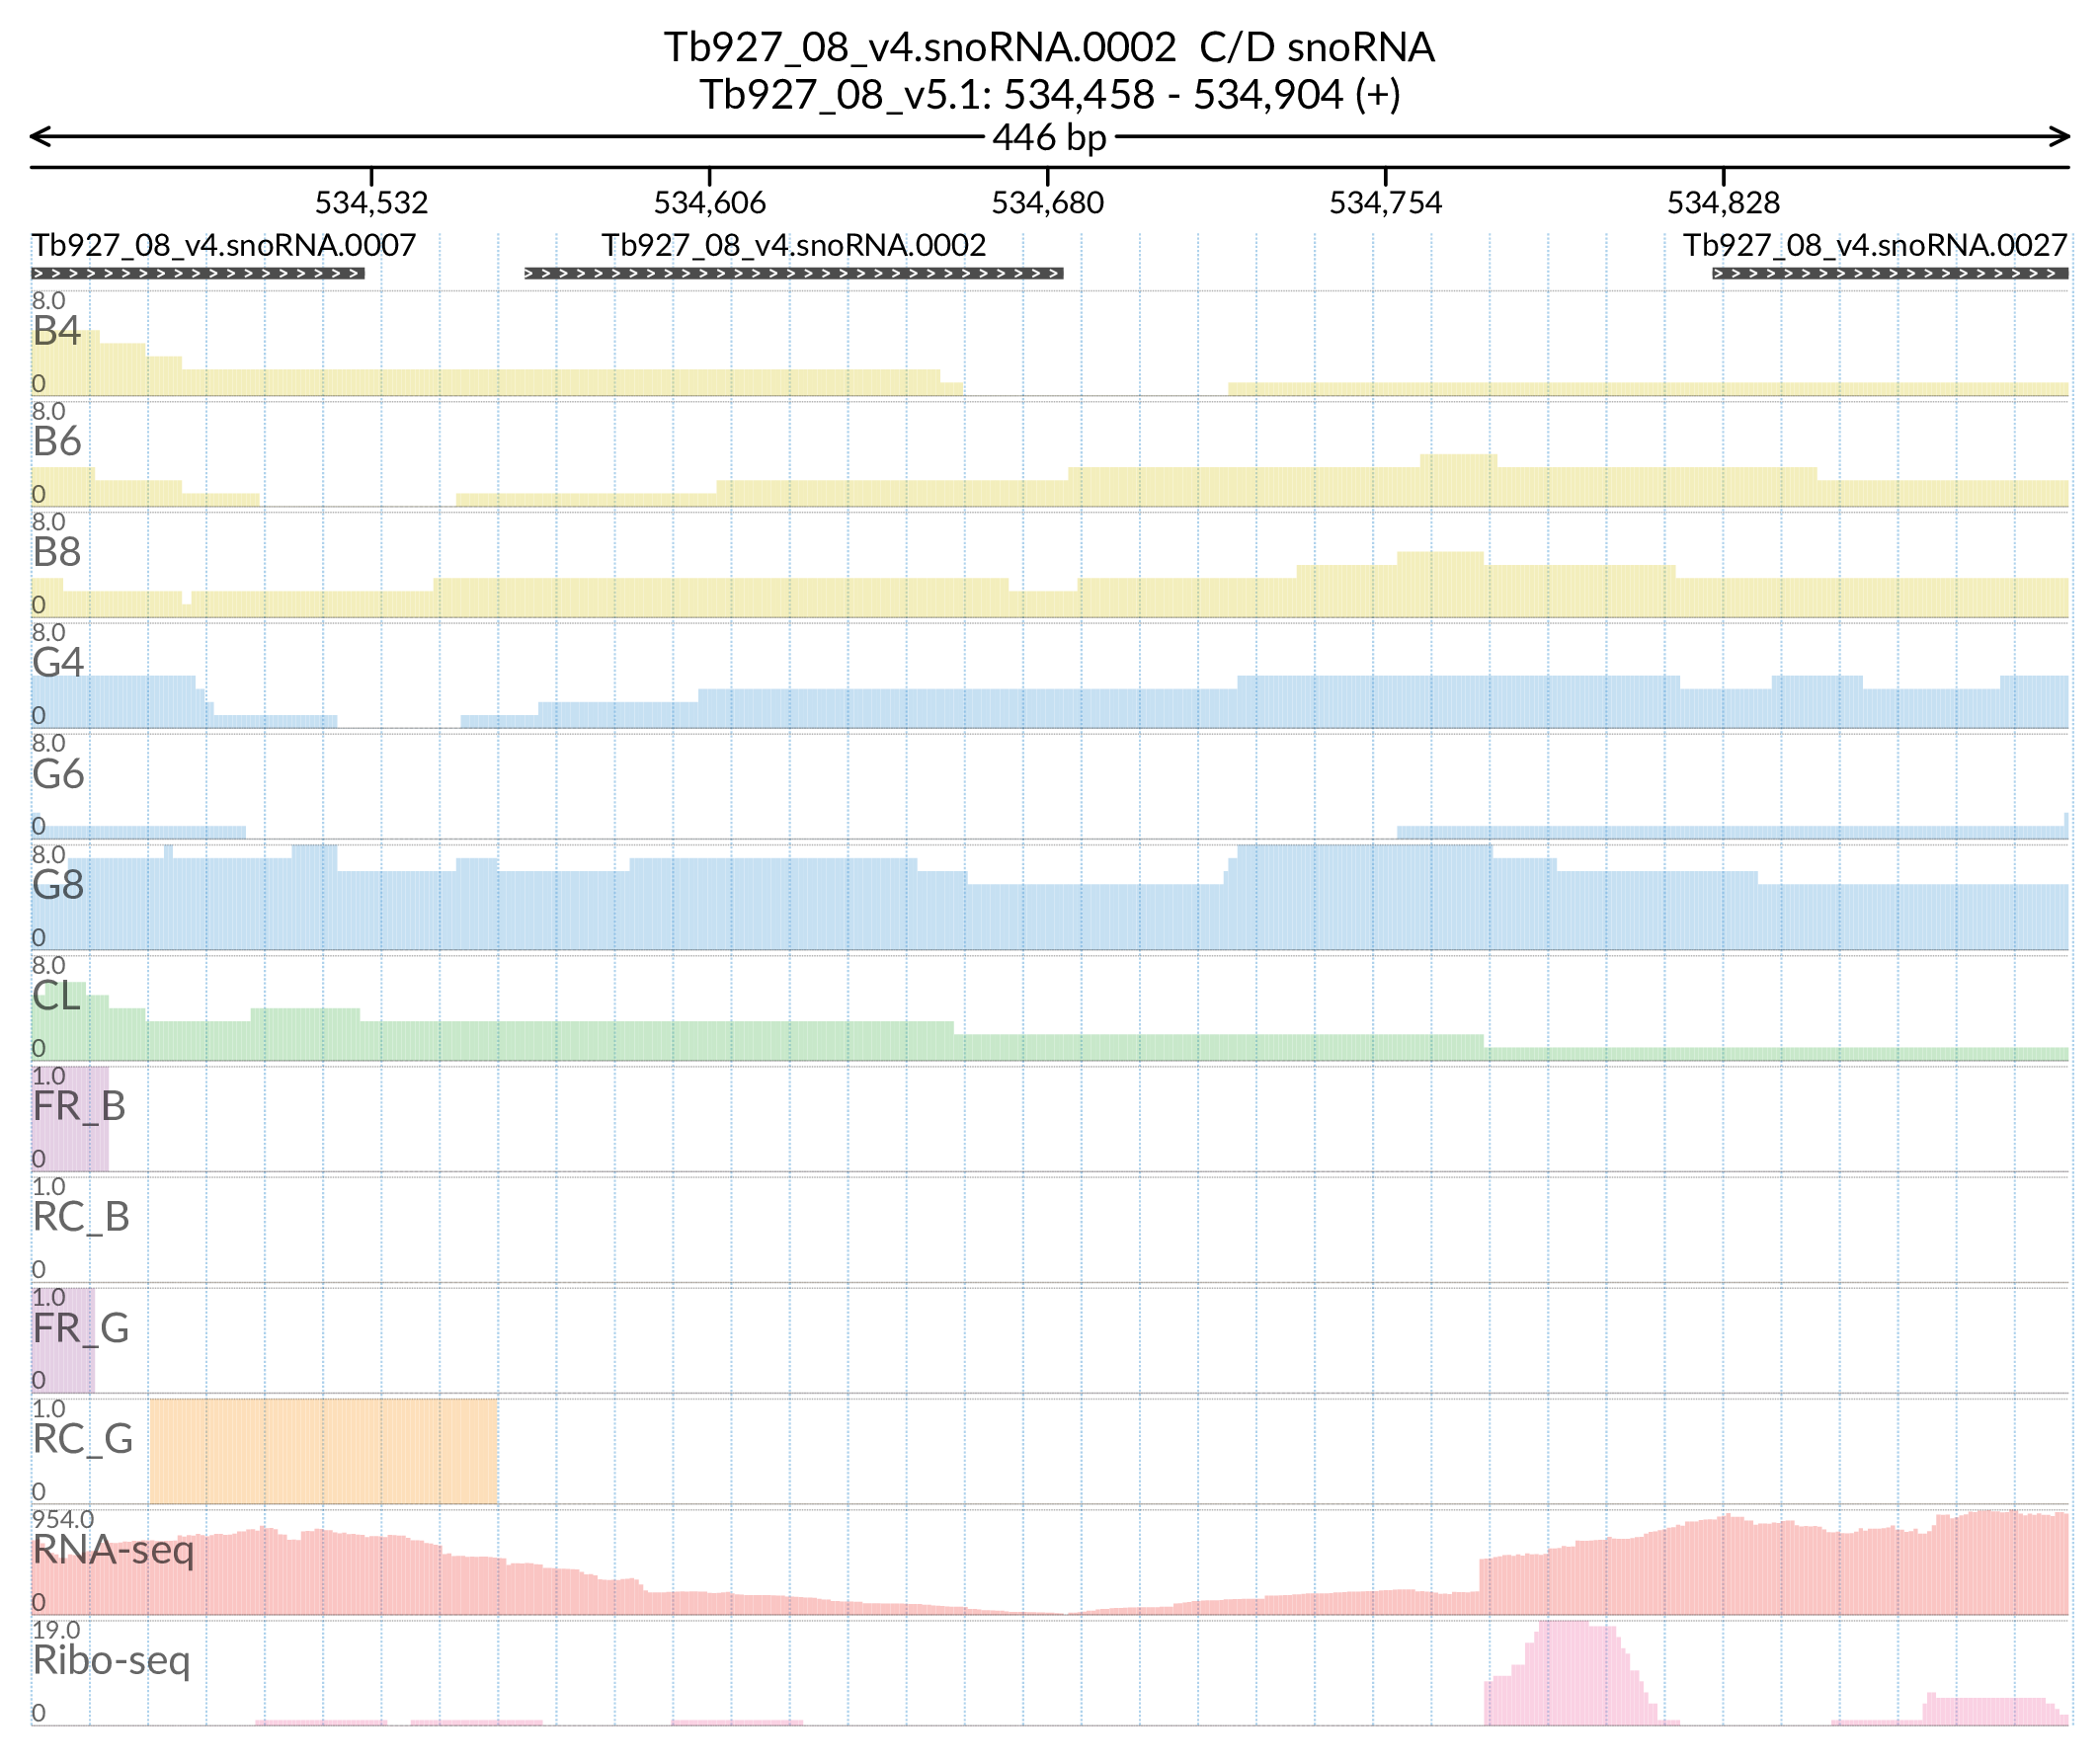 Tb927_08_v4.snoRNA.0002  C/D snoRNA
Tb927_08_v5.1: 534,458 - 534,904 (+)
446 bp
534,532 534,606 534,680 534,754 534,828
Tb927_08_v4.snoRNA.0007 Tb927_08_v4.snoRNA.0002 Tb927_08_v4.snoRNA.0027
8.0
B4
0
8.0
B6
0
8.0
B8
0
8.0
G4
0
8.0
G6
0
8.0
G8
0
8.0
CL
0
1.0
FR_B
0
1.0
RC_B
0
1.0
FR_G
0
1.0
RC_G
0
954.0
RNA-seq
0
19.0
Ribo-seq
0